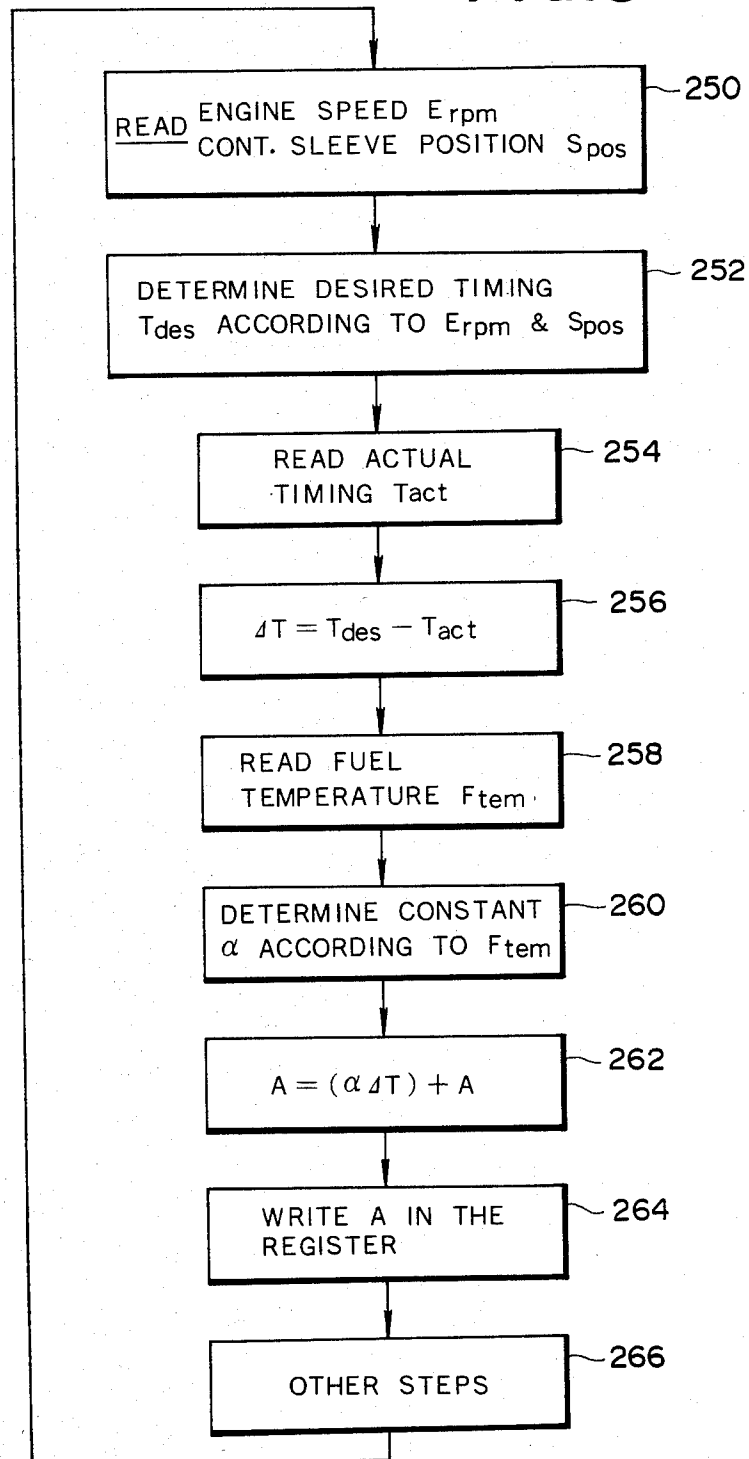 READ ENGINE SPEED Erpm
CONT. SLEEVE POSITION Spos
250
DETERMINE DESIRED TIMING
Tdes ACCORDING TO Erpm & Spos
252
READ ACTUAL
TIMING Tact
254
ΔT = Tdes − Tact
256
READ FUEL
TEMPERATURE Ftem
258
DETERMINE CONSTANT
α ACCORDING TO Ftem
260
A = (α ΔT) + A
262
WRITE A IN THE
REGISTER
264
OTHER STEPS
266